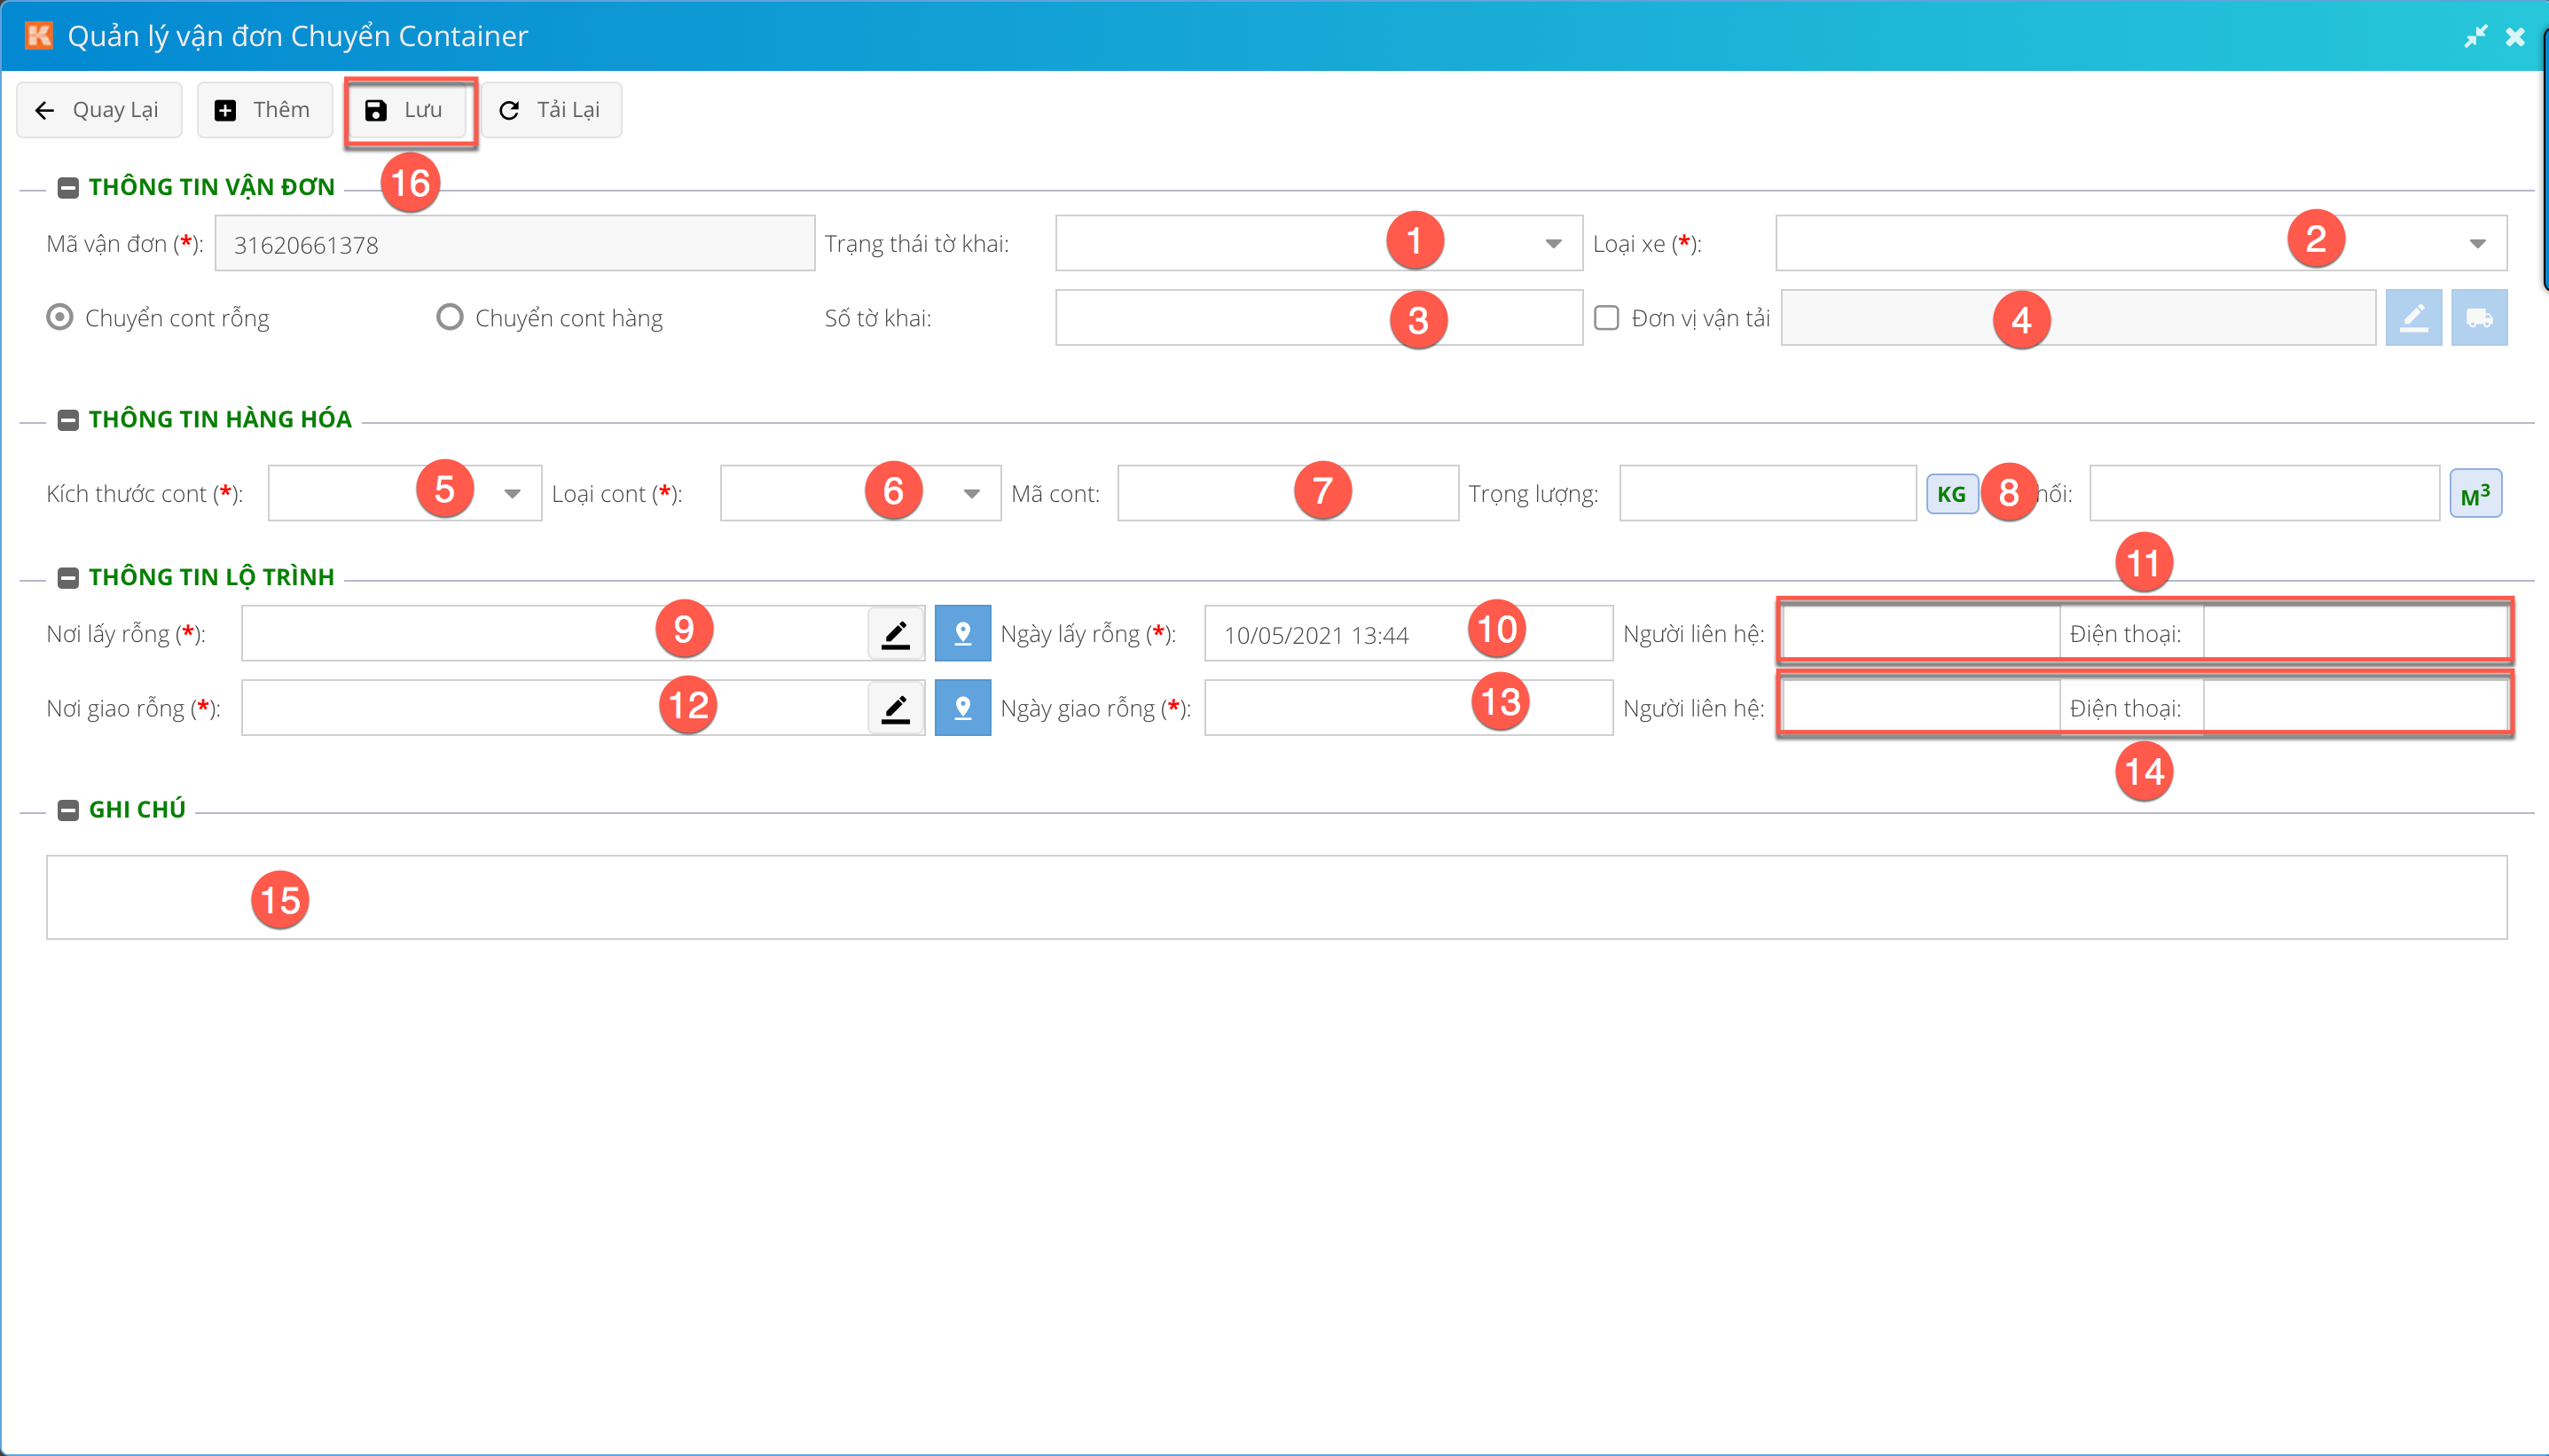 K Quản lý vận đơn Chuyển Container
Quay Lại Thêm Lưu Tải Lại
16
THÔNG TIN VẬN ĐƠN
Mã vận đơn (*): 31620661378 Trạng thái tờ khai: 1 Loại xe (*): 2
Chuyển cont rỗng Chuyển cont hàng Số tờ khai: 3 Đơn vị vận tải 4
THÔNG TIN HÀNG HÓA
Kích thước cont (*): 5 Loại cont (*): 6 Mã cont: 7 Trọng lượng: KG 8 hối: M³
11
THÔNG TIN LỘ TRÌNH
Nơi lấy rỗng (*): 9 Ngày lấy rỗng (*): 10/05/2021 13:44 10 Người liên hệ: Điện thoại:
Nơi giao rỗng (*): 12 Ngày giao rỗng (*): 13 Người liên hệ: Điện thoại:
14
GHI CHÚ
15